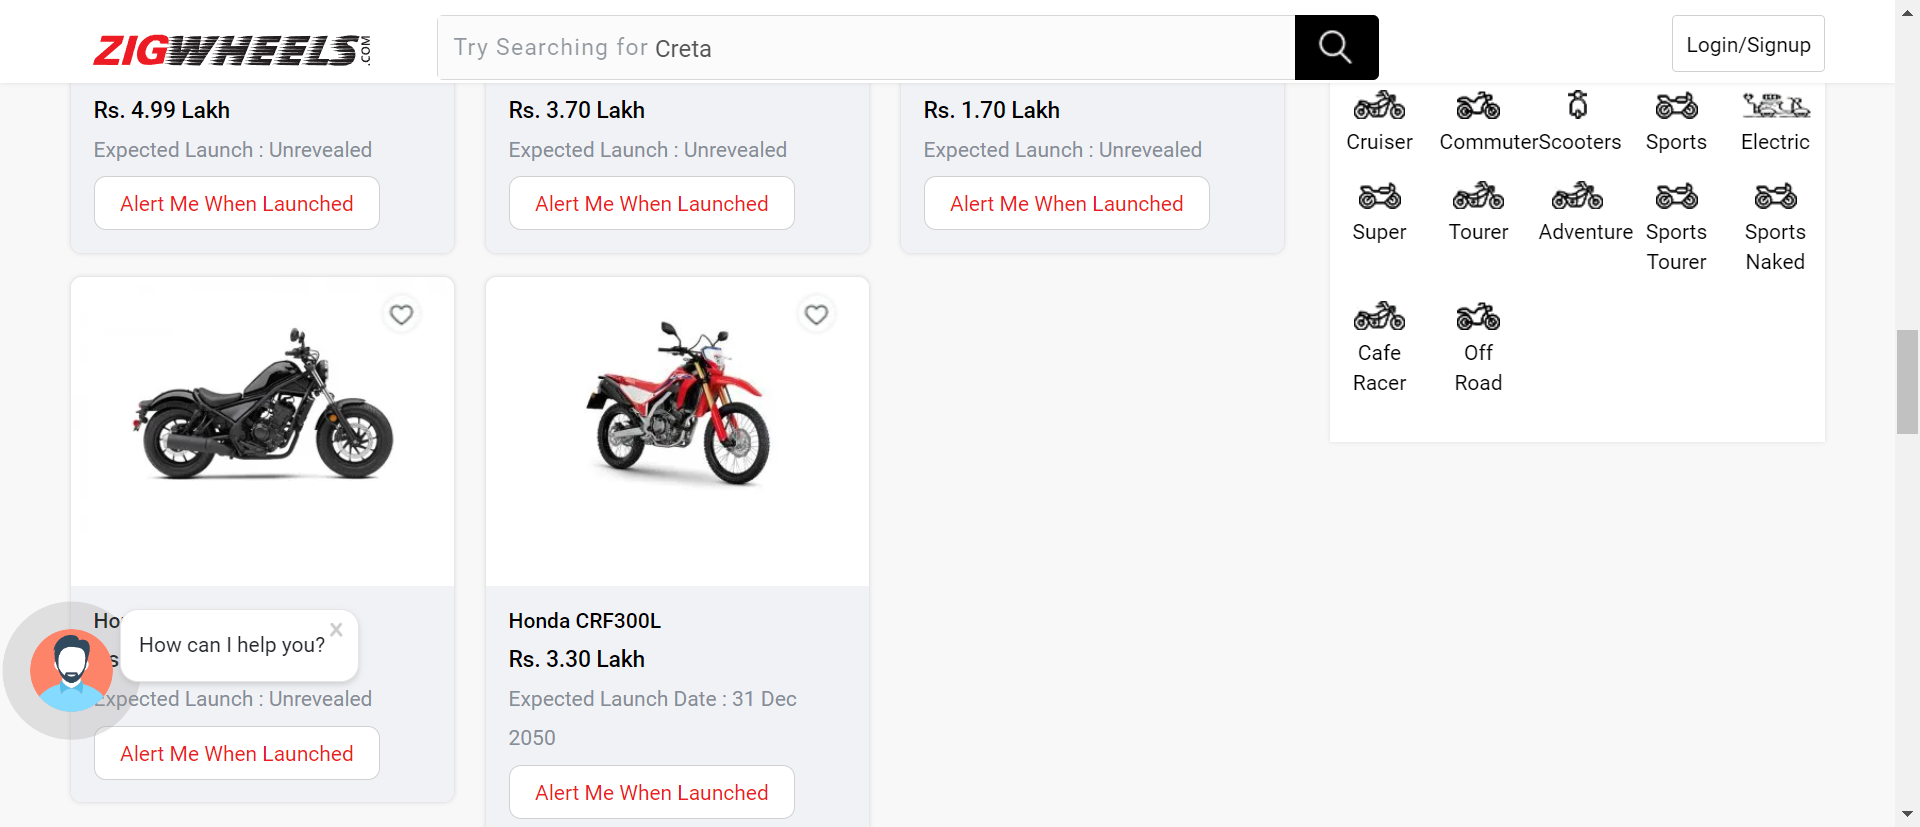 ZIGWHEELS.COM
Try Searching for Creta
Login/Signup
Rs. 4.99 Lakh
Expected Launch : Unrevealed
Alert Me When Launched
Rs. 3.70 Lakh
Expected Launch : Unrevealed
Alert Me When Launched
Rs. 1.70 Lakh
Expected Launch : Unrevealed
Alert Me When Launched
Cruiser
Commuter
Scooters
Sports
Electric
Super
Tourer
Adventure
Sports
Tourer
Sports
Naked
Cafe
Racer
Off
Road
How can I help you?
Expected Launch : Unrevealed
Alert Me When Launched
Honda CRF300L
Rs. 3.30 Lakh
Expected Launch Date : 31 Dec
2050
Alert Me When Launched